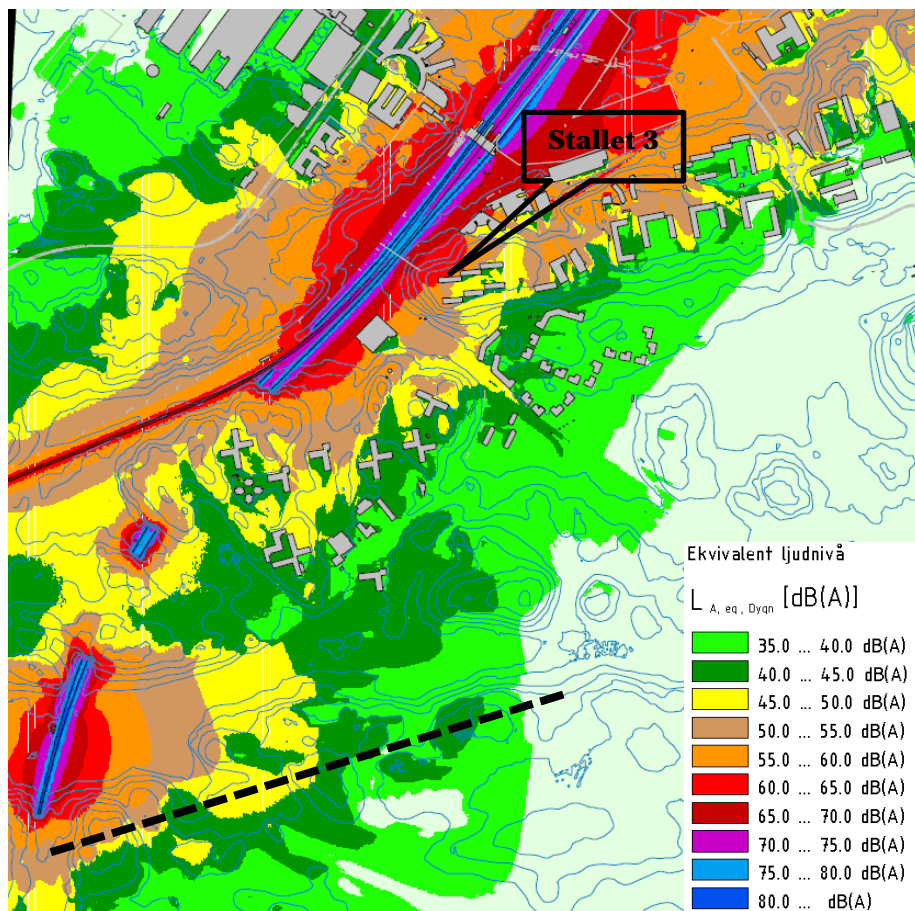 Stallet 3
Ekvivalent ljudnivå
L A, eq, Dygn [dB(A)]
35.0 ... 40.0 dB(A)
40.0 ... 45.0 dB(A)
45.0 ... 50.0 dB(A)
50.0 ... 55.0 dB(A)
55.0 ... 60.0 dB(A)
60.0 ... 65.0 dB(A)
65.0 ... 70.0 dB(A)
70.0 ... 75.0 dB(A)
75.0 ... 80.0 dB(A)
80.0 ... dB(A)